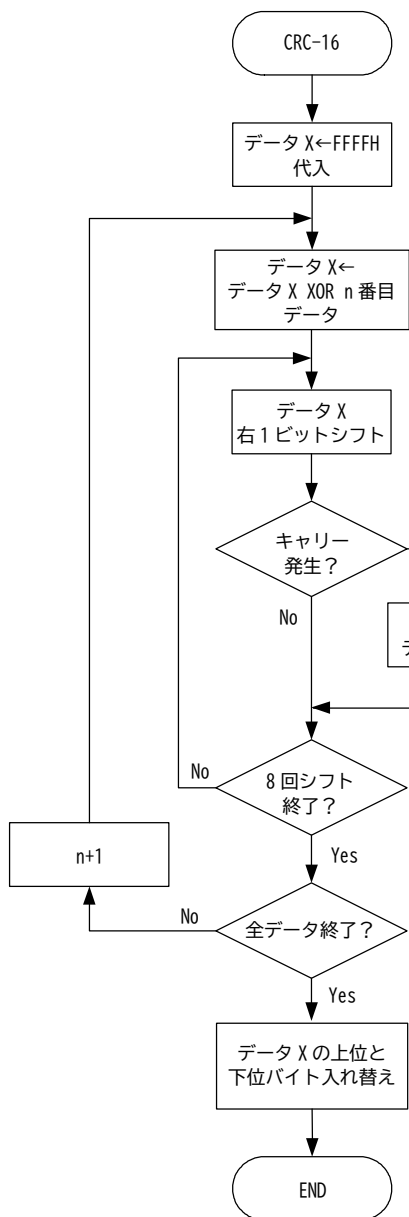 CRC-16
データ X←FFFFH
代入
データ X←
データ X XOR n 番目
データ
データ X
右 1 ビットシフト
キャリー
発生？
No
デ
No
8 回シフト
終了？
n+1
Yes
No
全データ終了？
Yes
データ X の上位と
下位バイト入れ替え
END